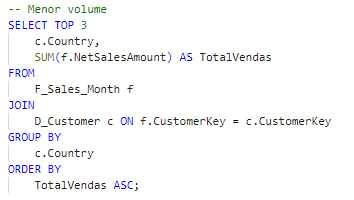 -- Menor volume
SELECT TOP 3
    c.Country,
    SUM(f.NetSalesAmount) AS TotalVendas
FROM
    F_Sales_Month f
JOIN
    D_Customer c ON f.CustomerKey = c.CustomerKey
GROUP BY
    c.Country
ORDER BY
    TotalVendas ASC;